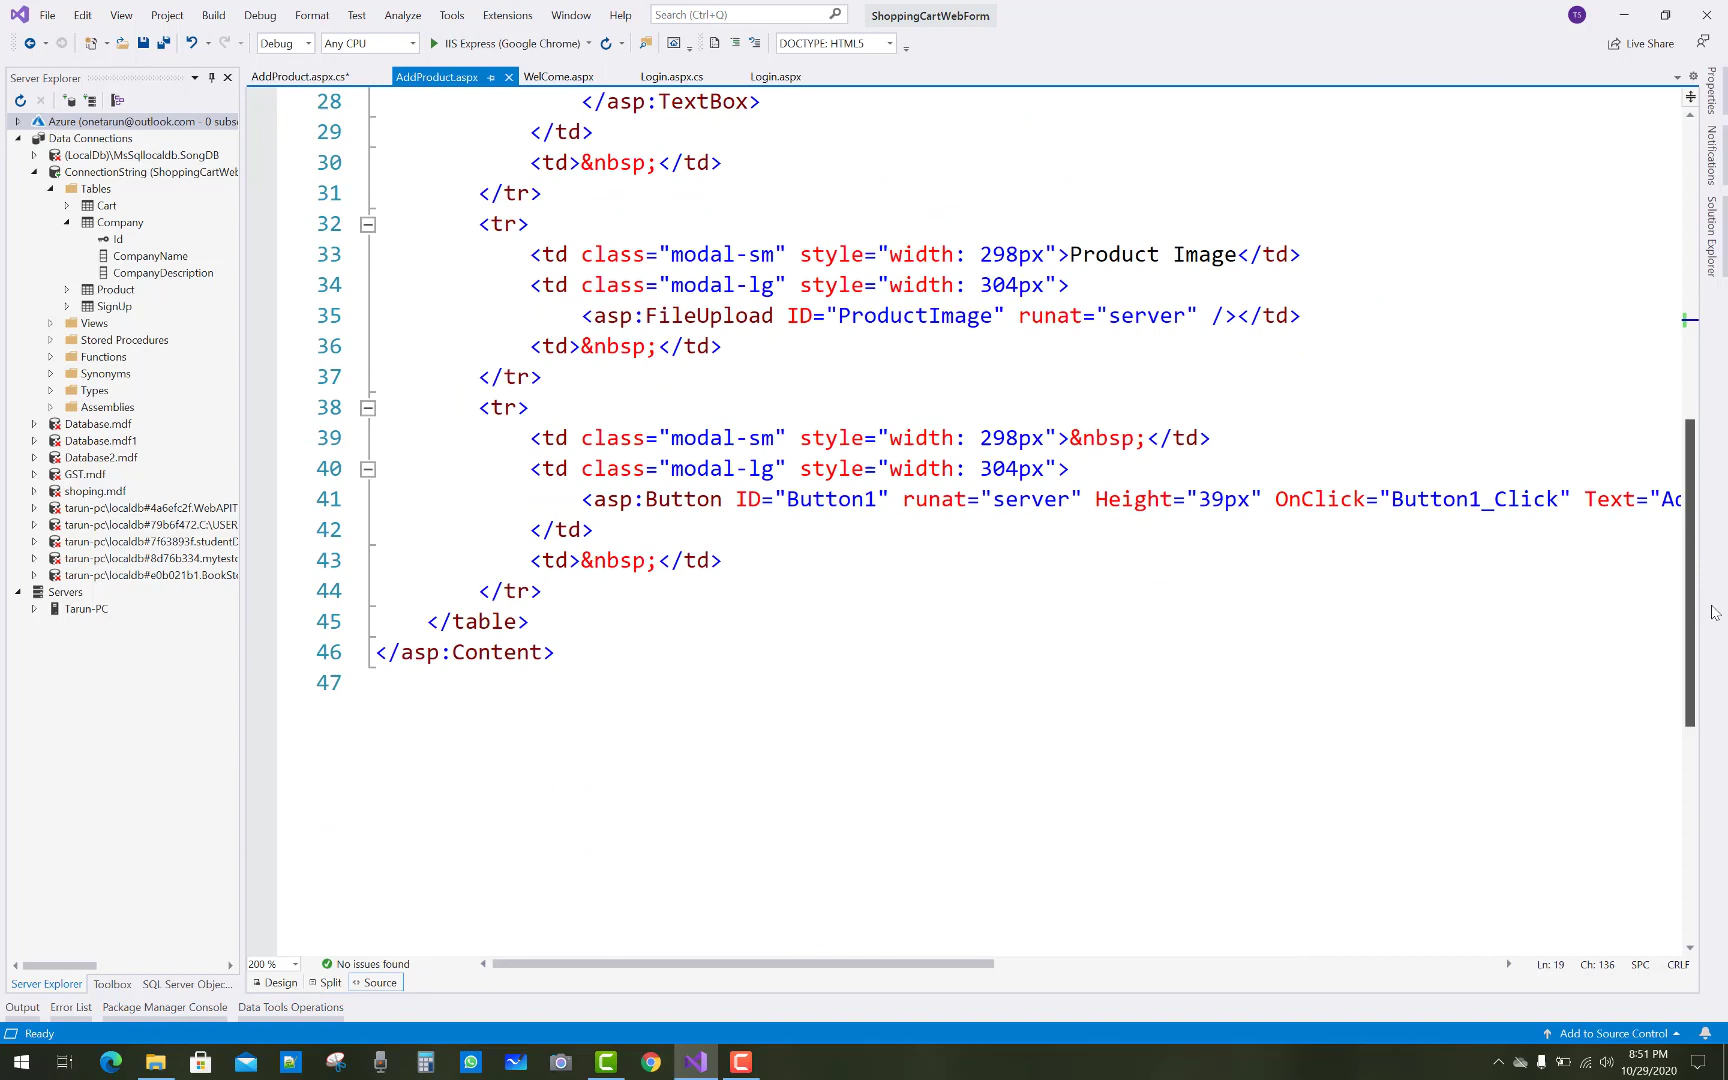 File Edit View Project Build Debug Format Test Analyze Tools Extensions Window Help Search (Ctrl+Q) ShoppingCartWebForm TS
Debug Any CPU IIS Express (Google Chrome) DOCTYPE: HTML5 Live Share
Server Explorer
AddProduct.aspx.cs* AddProduct.aspx WelCome.aspx Login.aspx.cs Login.aspx
Azure (onetarun@outlook.com - 0 subsc
Data Connections
(LocalDb)\MsSqllocaldb.SongDB
ConnectionString (ShoppingCartWeb
Tables
Cart
Company
Id
CompanyName
CompanyDescription
Product
SignUp
Views
Stored Procedures
Functions
Synonyms
Types
Assemblies
Database.mdf
Database.mdf1
Database2.mdf
GST.mdf
shoping.mdf
tarun-pc\localdb#4a6efc2f.WebAPIT
tarun-pc\localdb#79b6f472.C:\USER
tarun-pc\localdb#7f63893f.studentD
tarun-pc\localdb#8d76b334.mytestc
tarun-pc\localdb#e0b021b1.BookSto
Servers
Tarun-PC
28 </asp:TextBox>
29 </td>
30 <td>&nbsp;</td>
31 </tr>
32 <tr>
33 <td class="modal-sm" style="width: 298px">Product Image</td>
34 <td class="modal-lg" style="width: 304px">
35 <asp:FileUpload ID="ProductImage" runat="server" /></td>
36 <td>&nbsp;</td>
37 </tr>
38 <tr>
39 <td class="modal-sm" style="width: 298px">&nbsp;</td>
40 <td class="modal-lg" style="width: 304px">
41 <asp:Button ID="Button1" runat="server" Height="39px" OnClick="Button1_Click" Text="Ad
42 </td>
43 <td>&nbsp;</td>
44 </tr>
45 </table>
46 </asp:Content>
47
Properties
Notifications
Solution Explorer
200 % No issues found Ln: 19 Ch: 136 SPC CRLF
Server Explorer Toolbox SQL Server Objec... Design Split Source
Output Error List Package Manager Console Data Tools Operations
Ready Add to Source Control
8:51 PM
10/29/2020